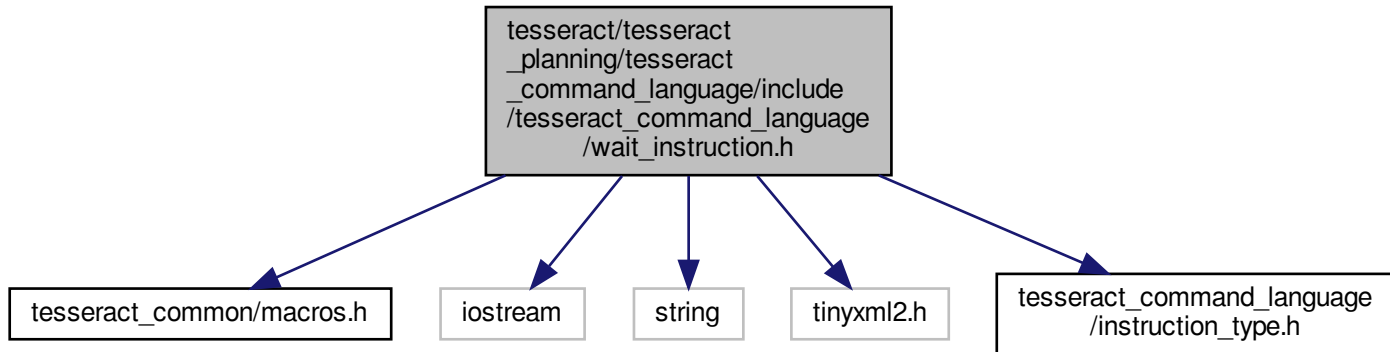 tesseract/tesseract
_planning/tesseract
_command_language/include
/tesseract_command_language
/wait_instruction.h
tesseract_common/macros.h
iostream
string
tinyxml2.h
tesseract_command_language
/instruction_type.h